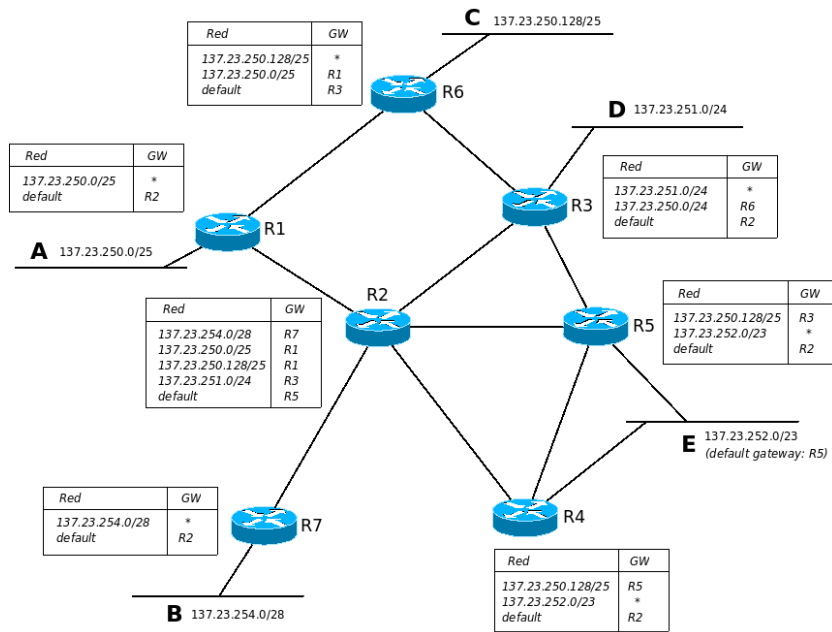 C 137.23.250.128/25
Red GW
137.23.250.128/25 *
137.23.250.0/25 R1
default R3
R6
D 137.23.251.0/24
Red GW
137.23.250.0/25 *
default R2
R1
A 137.23.250.0/25
R3
Red GW
137.23.251.0/24 *
137.23.250.0/24 R6
default R2
R2
Red GW
137.23.254.0/28 R7
137.23.250.0/25 R1
137.23.250.128/25 R1
137.23.251.0/24 R3
default R5
R5
Red GW
137.23.250.128/25 R3
137.23.252.0/23 *
default R2
E 137.23.252.0/23
(default gateway: R5)
Red GW
137.23.254.0/28 *
default R2
R7
B 137.23.254.0/28
R4
Red GW
137.23.250.128/25 R5
137.23.252.0/23 *
default R2